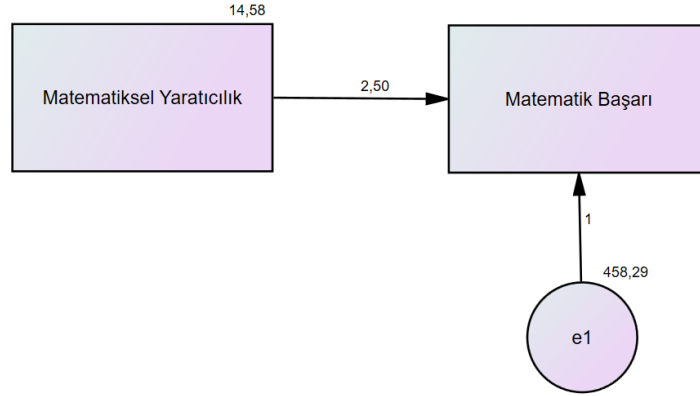 14,58
Matematiksel Yaratıcılık
2,50
Matematik Başarı
1
458,29
e1